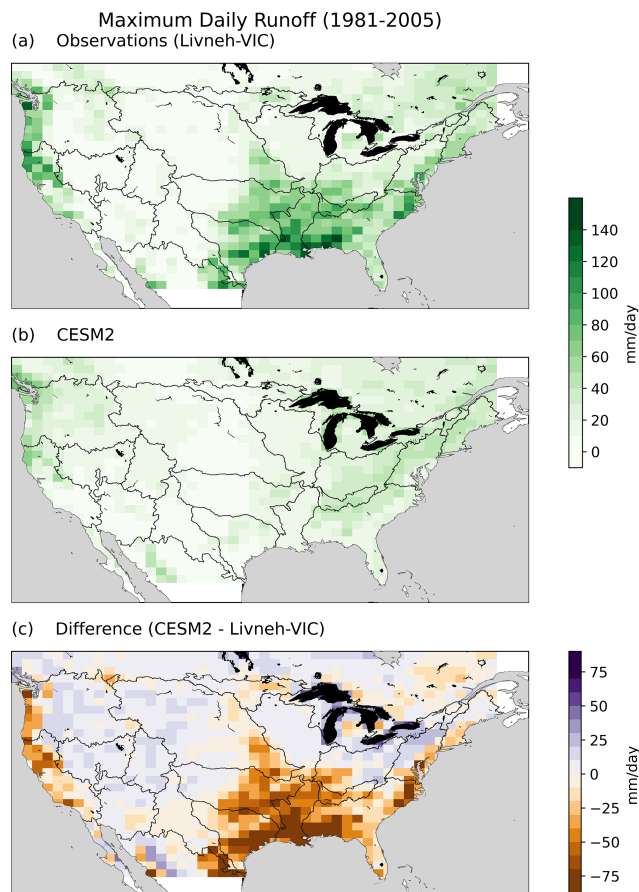 Maximum Daily Runoff (1981-2005)
(a) Observations (Livneh-VIC)
140
120
100
80
60
40
20
0
mm/day
(b) CESM2
(c) Difference (CESM2 - Livneh-VIC)
75
50
25
0
−25
−50
−75
mm/day